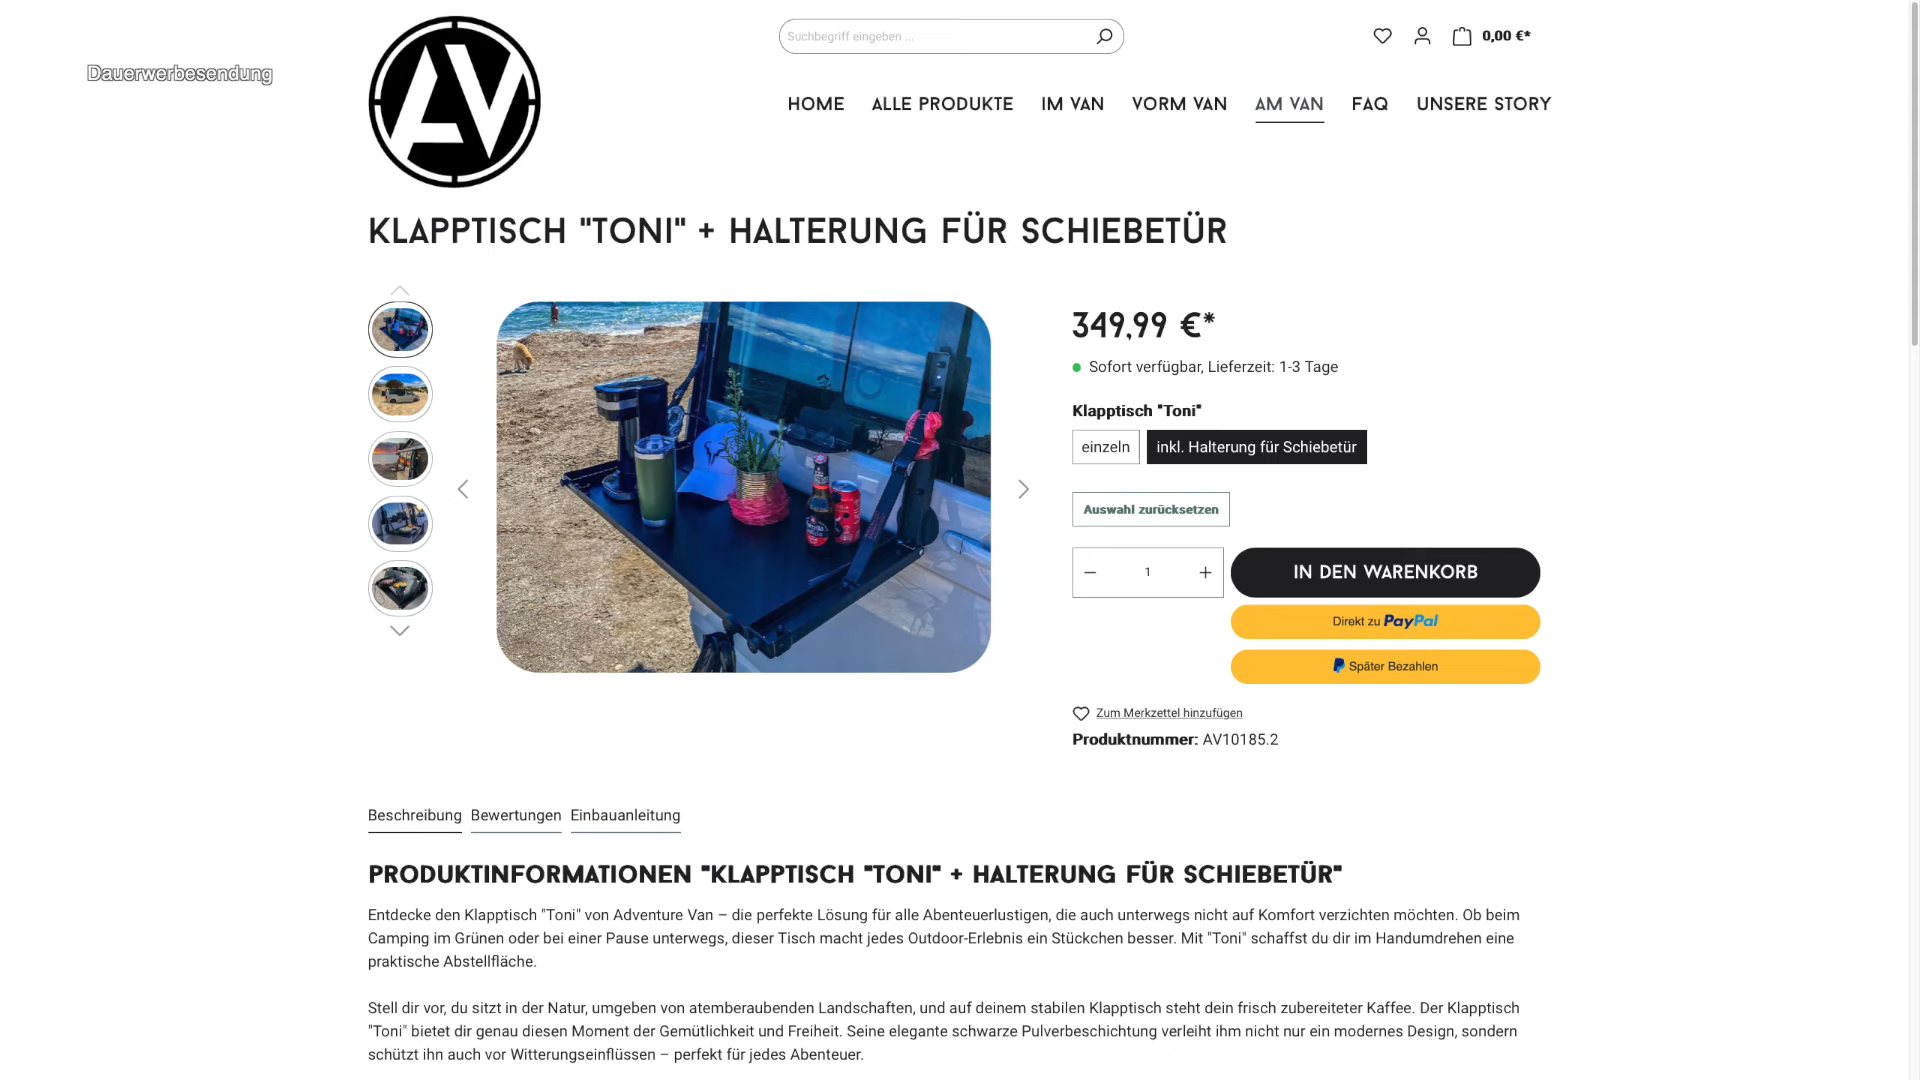 Dauerwerbesendung
AV
Suchbegriff eingeben ...
0,00 €*
HOME ALLE PRODUKTE IM VAN VORM VAN AM VAN FAQ UNSERE STORY
KLAPPTISCH "TONI" + HALTERUNG FÜR SCHIEBETÜR
349,99 €*
Sofort verfügbar, Lieferzeit: 1-3 Tage
Klapptisch "Toni"
einzeln inkl. Halterung für Schiebetür
Auswahl zurücksetzen
− 1 + IN DEN WARENKORB
Direkt zu PayPal
Später Bezahlen
Zum Merkzettel hinzufügen
Produktnummer: AV10185.2
Beschreibung Bewertungen Einbauanleitung
PRODUKTINFORMATIONEN "KLAPPTISCH "TONI" + HALTERUNG FÜR SCHIEBETÜR"
Entdecke den Klapptisch "Toni" von Adventure Van – die perfekte Lösung für alle Abenteuerlustigen, die auch unterwegs nicht auf Komfort verzichten möchten. Ob beim
Camping im Grünen oder bei einer Pause unterwegs, dieser Tisch macht jedes Outdoor-Erlebnis ein Stückchen besser. Mit "Toni" schaffst du dir im Handumdrehen eine
praktische Abstellfläche.
Stell dir vor, du sitzt in der Natur, umgeben von atemberaubenden Landschaften, und auf deinem stabilen Klapptisch steht dein frisch zubereiteter Kaffee. Der Klapptisch
"Toni" bietet dir genau diesen Moment der Gemütlichkeit und Freiheit. Seine elegante schwarze Pulverbeschichtung verleiht ihm nicht nur ein modernes Design, sondern
schützt ihn auch vor Witterungseinflüssen – perfekt für jedes Abenteuer.